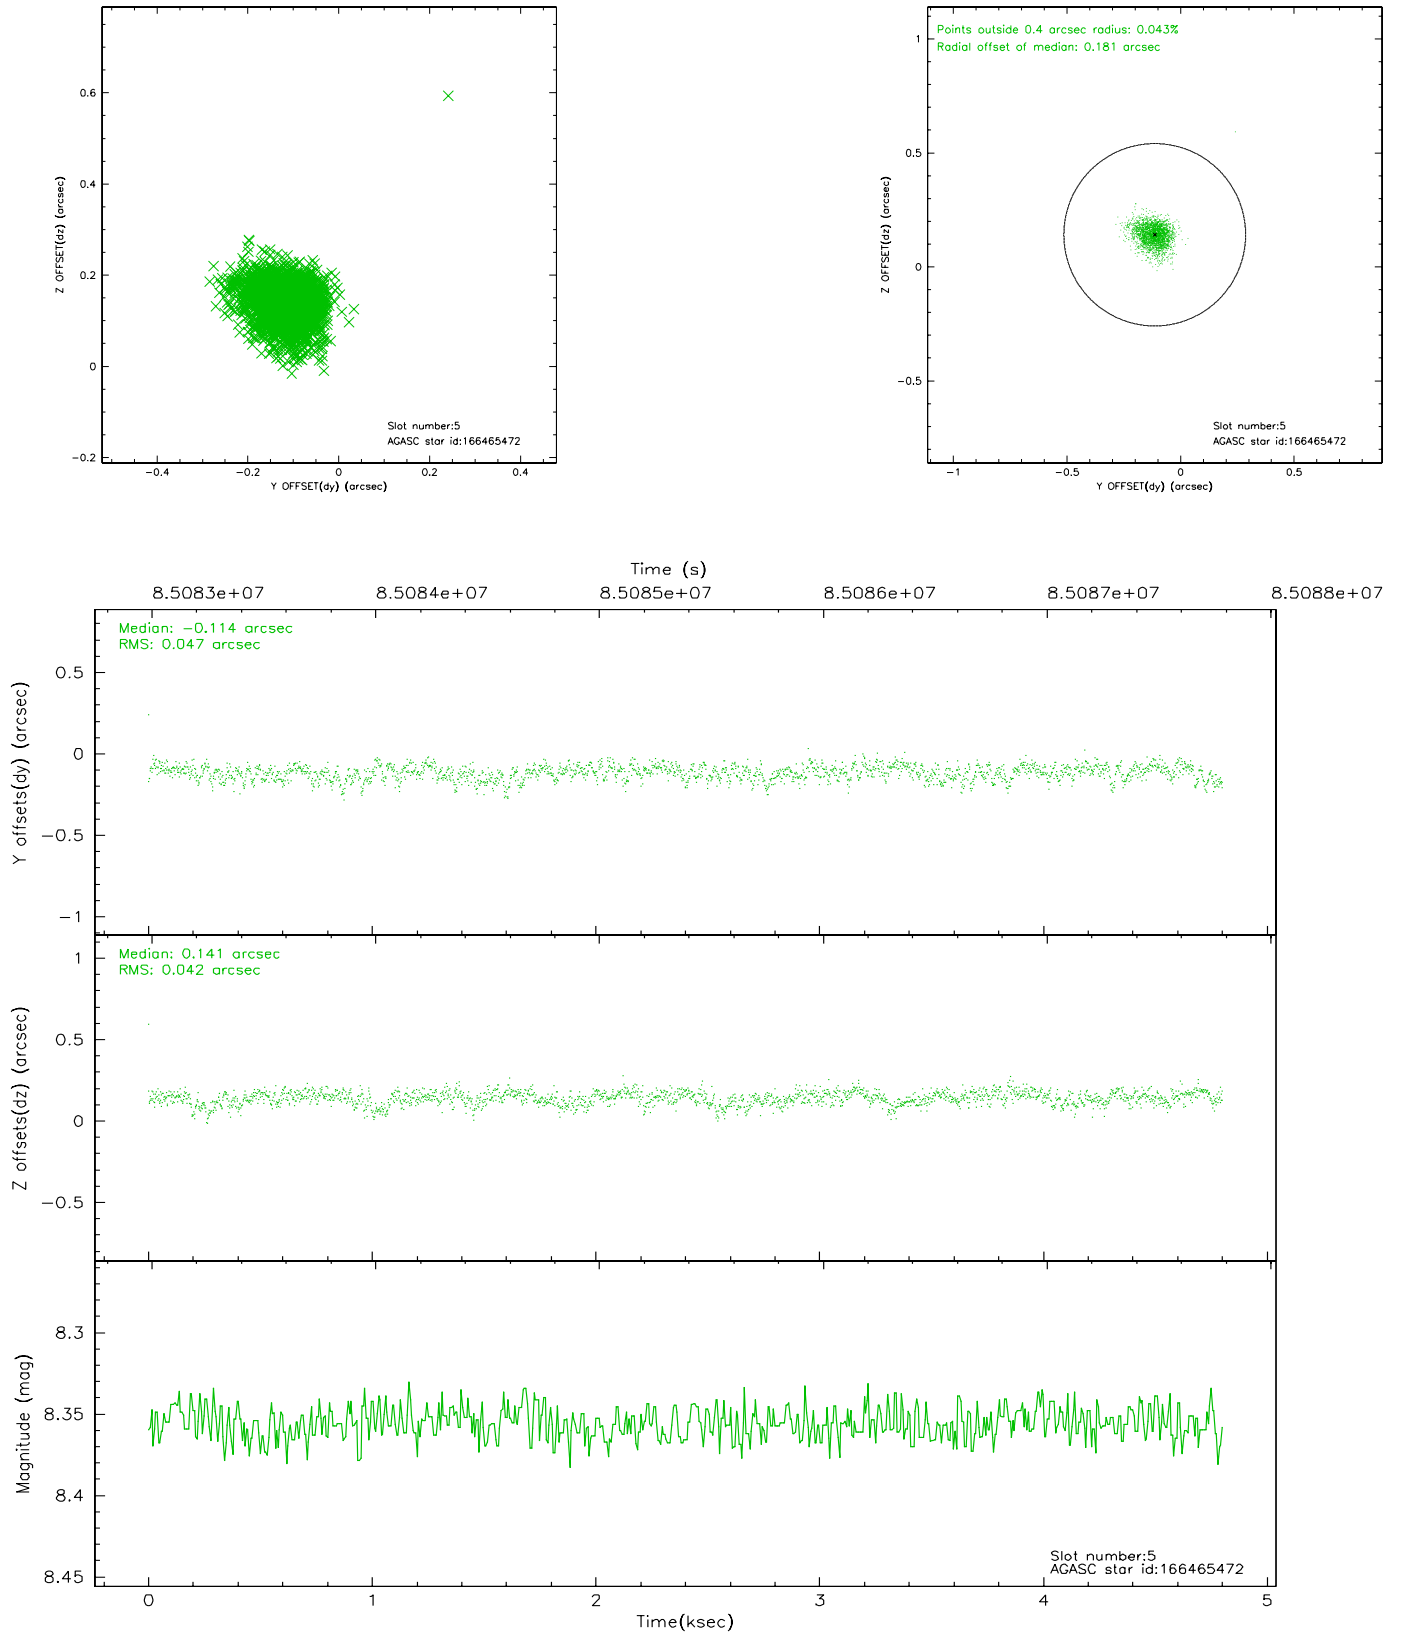 0.6
0.4
0.2
0
-0.2
-0.4
-0.2
0
0.2
0.4
Z OFFSET(dz) (arcsec)
Y OFFSET(dy) (arcsec)
Slot number:5
AGASC star id:166465472
Points outside 0.4 arcsec radius: 0.043%
Radial offset of median: 0.181 arcsec
1
0.5
0
-0.5
-1
-0.5
0
0.5
Z OFFSET(dz) (arcsec)
Y OFFSET(dy) (arcsec)
Slot number:5
AGASC star id:166465472
Time (s)
8.5083e+07 8.5084e+07 8.5085e+07 8.5086e+07 8.5087e+07 8.5088e+07
Median: -0.114 arcsec
RMS: 0.047 arcsec
0.5
0
-0.5
-1
Y offsets(dy) (arcsec)
Median: 0.141 arcsec
RMS: 0.042 arcsec
1
0.5
0
-0.5
Z offsets(dz) (arcsec)
8.3
8.35
8.4
8.45
Magnitude (mag)
Slot number:5
AGASC star id:166465472
0 1 2 3 4 5
Time(ksec)